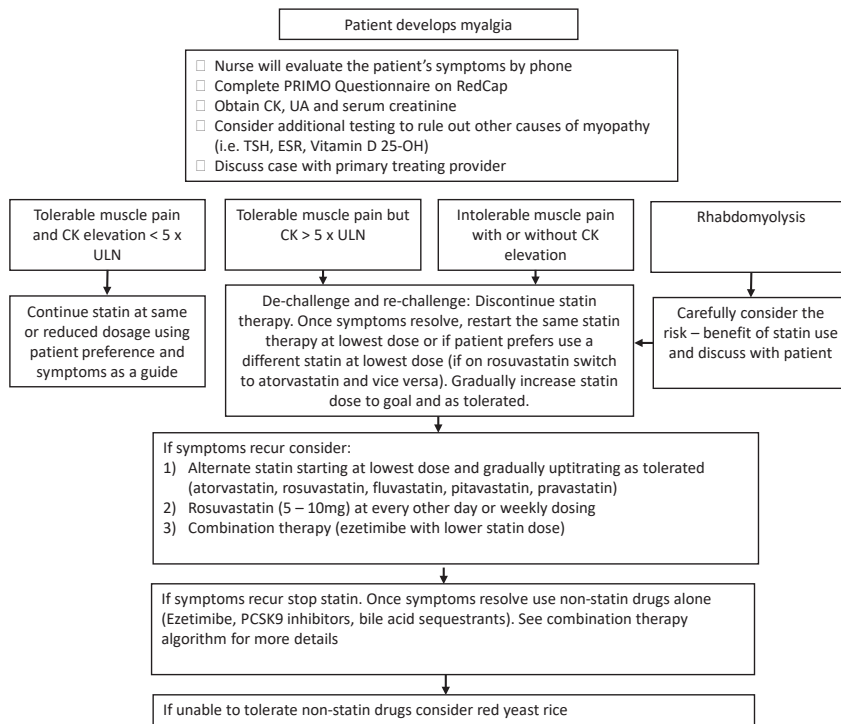 Patient develops myalgia
Nurse will evaluate the patient's symptoms by phone
Complete PRIMO Questionnaire on RedCap
Obtain CK, UA and serum creatinine
Consider additional testing to rule out other causes of myopathy
(i.e. TSH, ESR, Vitamin D 25-OH)
Discuss case with primary treating provider
Tolerable muscle pain
and CK elevation < 5 x
ULN
Tolerable muscle pain but
CK > 5 x ULN
Intolerable muscle pain
with or without CK
elevation
Rhabdomyolysis
Continue statin at same
or reduced dosage using
patient preference and
symptoms as a guide
De-challenge and re-challenge: Discontinue statin
therapy. Once symptoms resolve, restart the same statin
therapy at lowest dose or if patient prefers use a
different statin at lowest dose (if on rosuvastatin switch
to atorvastatin and vice versa). Gradually increase statin
dose to goal and as tolerated.
Carefully consider the
risk – benefit of statin use
and discuss with patient
If symptoms recur consider:
1) Alternate statin starting at lowest dose and gradually uptitrating as tolerated
(atorvastatin, rosuvastatin, fluvastatin, pitavastatin, pravastatin)
2) Rosuvastatin (5 – 10mg) at every other day or weekly dosing
3) Combination therapy (ezetimibe with lower statin dose)
If symptoms recur stop statin. Once symptoms resolve use non-statin drugs alone
(Ezetimibe, PCSK9 inhibitors, bile acid sequestrants). See combination therapy
algorithm for more details
If unable to tolerate non-statin drugs consider red yeast rice